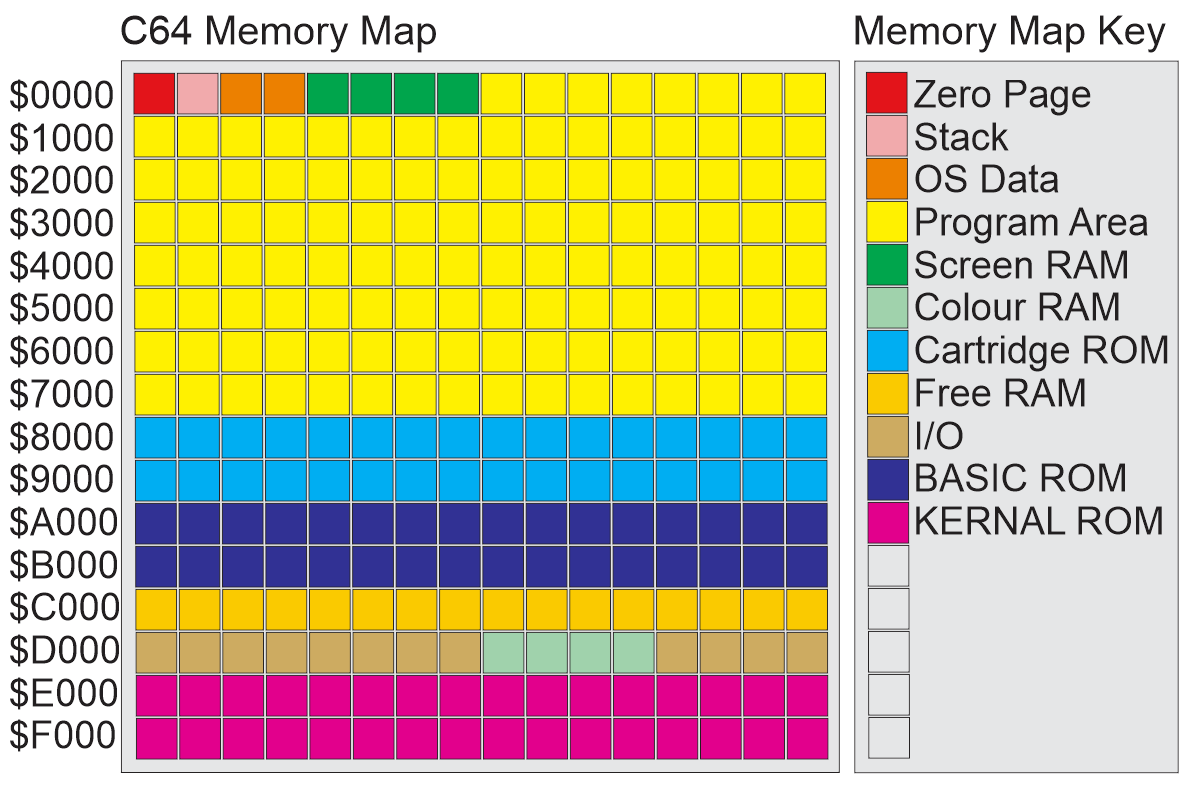 C64 Memory Map
$0000
$1000
$2000
$3000
$4000
$5000
$6000
$7000
$8000
$9000
$A000
$B000
$C000
$D000
$E000
$F000
Memory Map Key
Zero Page
Stack
OS Data
Program Area
Screen RAM
Colour RAM
Cartridge ROM
Free RAM
I/O
BASIC ROM
KERNAL ROM